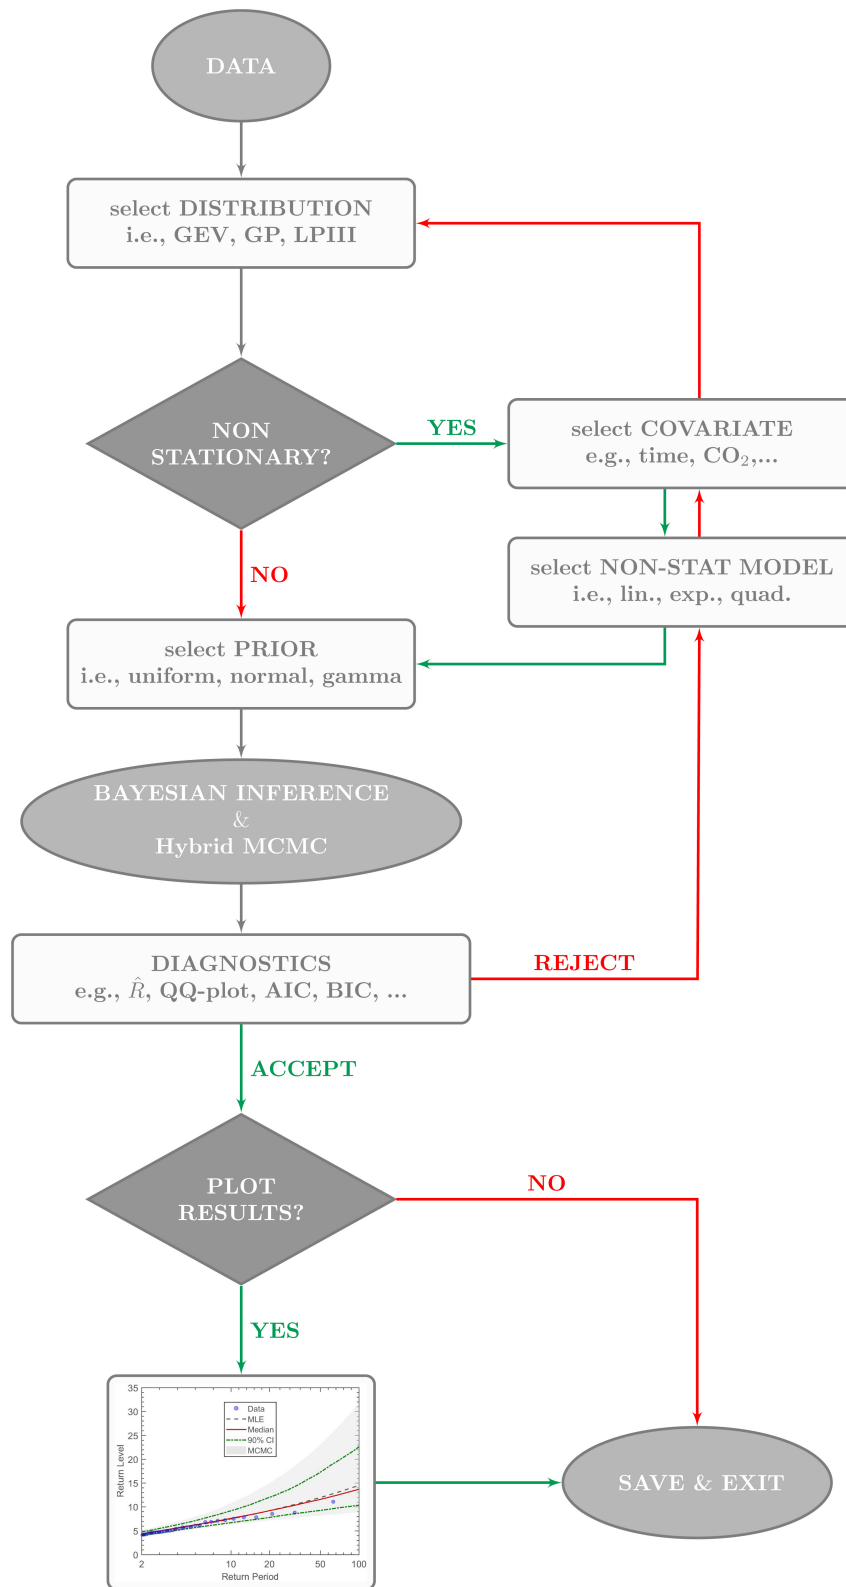 DATA
select DISTRIBUTION
i.e., GEV, GP, LPIII
NON
STATIONARY?
YES
select COVARIATE
e.g., time, CO₂,...
NO
select NON-STAT MODEL
i.e., lin., exp., quad.
select PRIOR
i.e., uniform, normal, gamma
BAYESIAN INFERENCE
&
Hybrid MCMC
DIAGNOSTICS
e.g., R̂, QQ-plot, AIC, BIC, ...
REJECT
ACCEPT
PLOT
RESULTS?
NO
YES
35
30
25
20
15
10
5
0
Return Level
Data
MLE
Median
90% CI
MCMC
2
10
20
50
100
Return Period
SAVE & EXIT